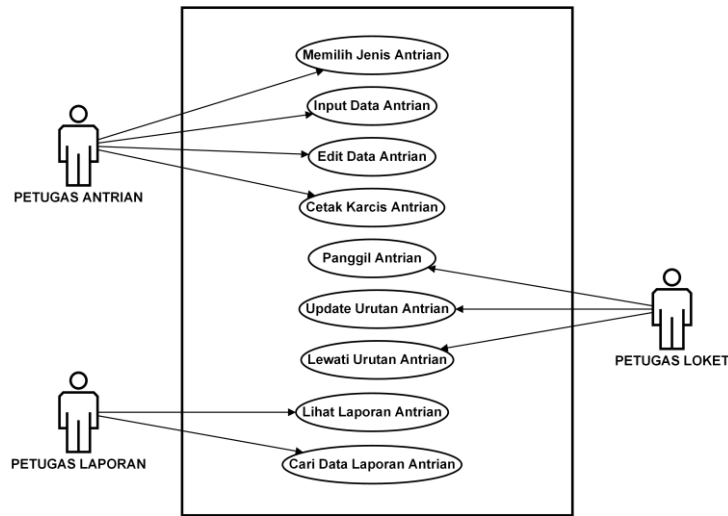 Memilih Jenis Antrian
Input Data Antrian
Edit Data Antrian
PETUGAS ANTRIAN
Cetak Karcis Antrian
Panggil Antrian
Update Urutan Antrian
Lewati Urutan Antrian
PETUGAS LOKET
Lihat Laporan Antrian
Cari Data Laporan Antrian
PETUGAS LAPORAN